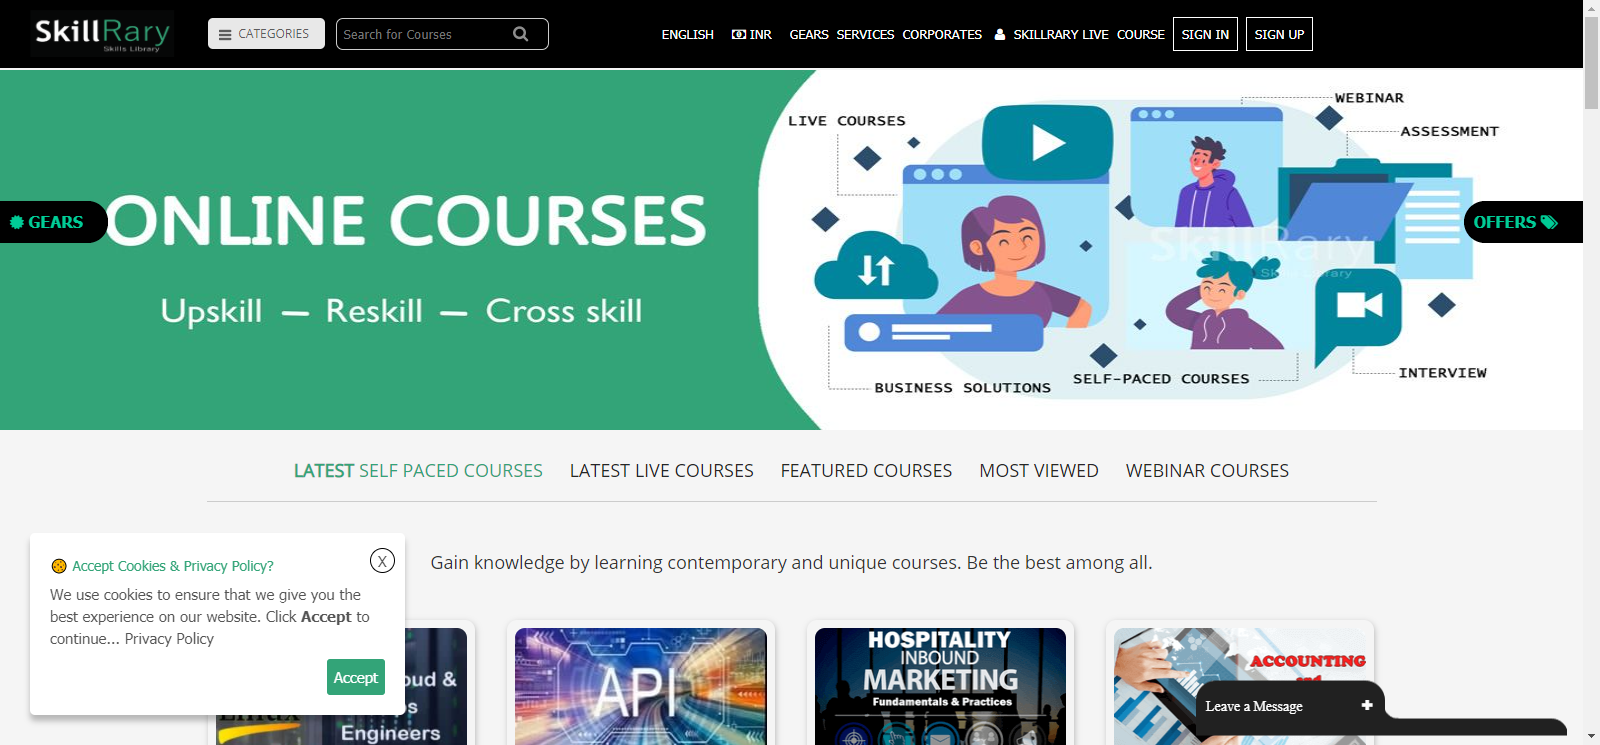 SkillRary
Skills Library
CATEGORIES
Search for Courses
ENGLISH
INR
GEARS
SERVICES
CORPORATES
SKILLRARY LIVE
COURSE
SIGN IN
SIGN UP
LIVE COURSES
WEBINAR
ASSESSMENT
GEARS
ONLINE COURSES
OFFERS
SkillRary
Skills Library
Upskill — Reskill — Cross skill
BUSINESS SOLUTIONS
SELF-PACED COURSES
INTERVIEW
LATEST SELF PACED COURSES
LATEST LIVE COURSES
FEATURED COURSES
MOST VIEWED
WEBINAR COURSES
Gain knowledge by learning contemporary and unique courses. Be the best among all.
Accept Cookies & Privacy Policy?
X
We use cookies to ensure that we give you the
best experience on our website. Click Accept to
continue... Privacy Policy
Accept
Engineers
API
HOSPITALITY
INBOUND
MARKETING
Fundamentals & Practices
ACCOUNTING
and
Leave a Message